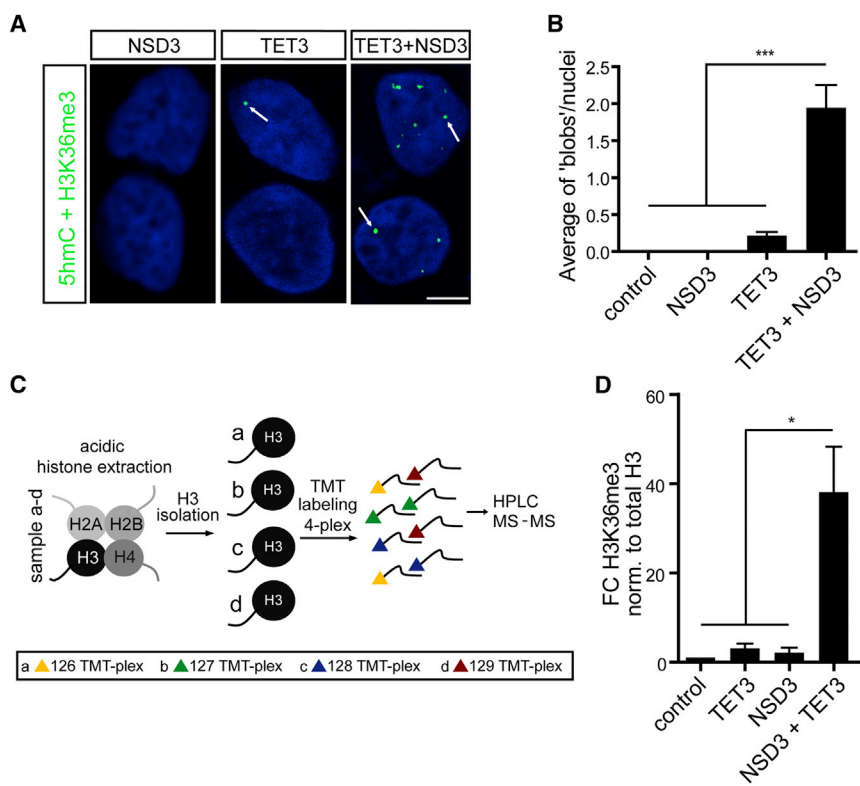 A
NSD3
TET3
TET3+NSD3
5hmC + H3K36me3
B
Average of 'blobs'/nuclei
2.5
2.0
1.5
1.0
0.5
0.0
***
control
NSD3
TET3
TET3 + NSD3
C
sample a-d
acidic
histone extraction
H2A
H2B
H3
H4
H3
isolation
a
H3
b
H3
c
H3
d
H3
TMT
labeling
4-plex
HPLC
MS-MS
a 126 TMT-plex b 127 TMT-plex c 128 TMT-plex d 129 TMT-plex
D
FC H3K36me3
norm. to total H3
60
40
20
0
*
control
TET3
NSD3
NSD3 + TET3